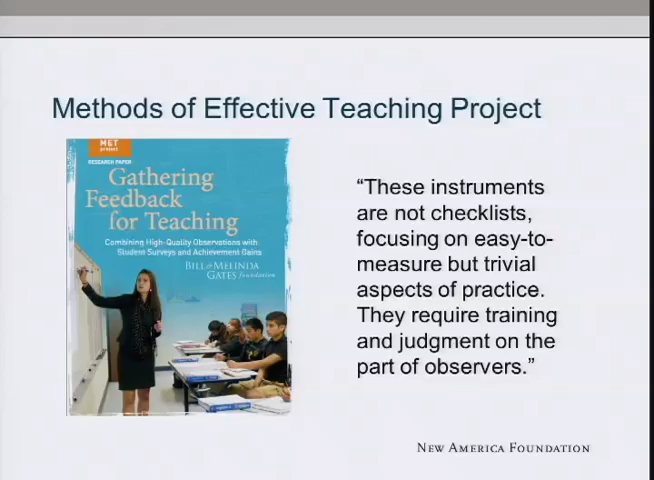 Methods of Effective Teaching Project
MET
project
RESEARCH PAPER
Gathering
Feedback
for Teaching
Combining High-Quality Observations with
Student Surveys and Achievement Gains
BILL & MELINDA
GATES foundation
“These instruments
are not checklists,
focusing on easy-to-
measure but trivial
aspects of practice.
They require training
and judgment on the
part of observers.”
NEW AMERICA FOUNDATION